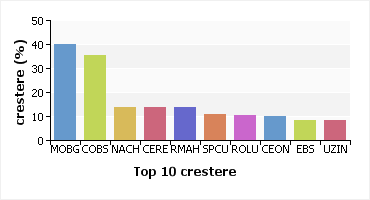 crestere (%)
50
40
30
20
10
0
MOBG COBS NACH CERE RMAH SPCU ROLU CEON EBS UZIN
Top 10 crestere